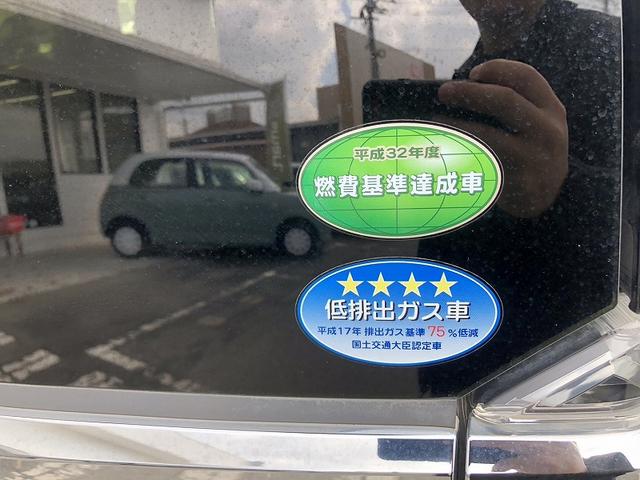 平成32年度
燃費基準達成車
低排出ガス車
平成17年 排出ガス基準 75 %低減
国土交通大臣認定車